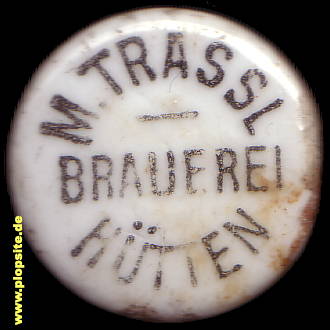 M. TRASSL
BRAUEREI
HÜTTEN
www.plopsite.de